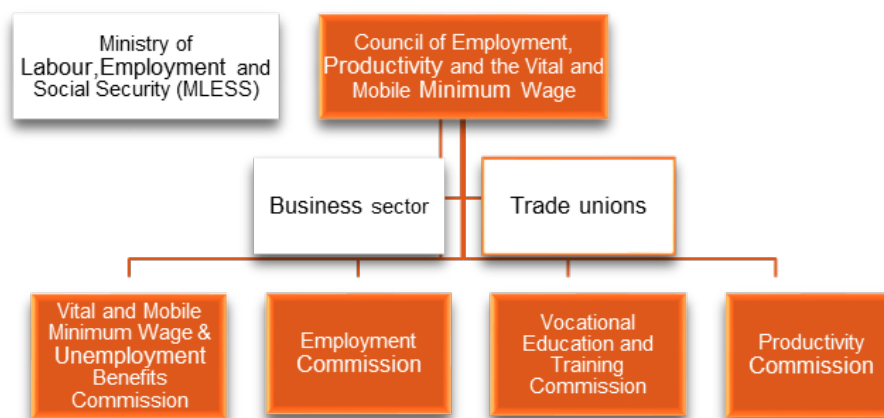 Ministry of
Labour,Employment and
Social Security (MLESS)
Council of Employment,
Productivity and the Vital and
Mobile Minimum Wage
Business sector
Trade unions
Vital and Mobile
Minimum Wage &
Unemployment
Benefits
Commission
Employment
Commission
Vocational
Education and
Training
Commission
Productivity
Commission